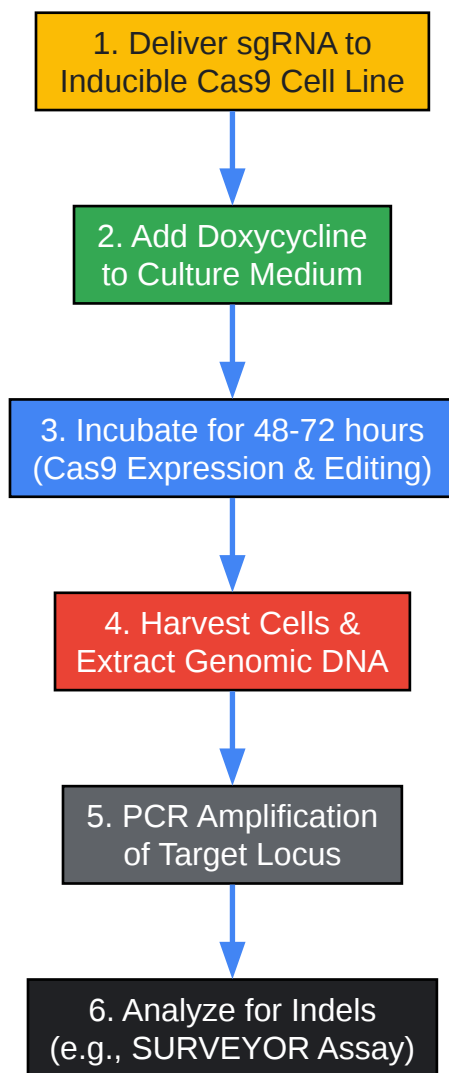 1. Deliver sgRNA to
Inducible Cas9 Cell Line
2. Add Doxycycline
to Culture Medium
3. Incubate for 48-72 hours
(Cas9 Expression & Editing)
4. Harvest Cells &
Extract Genomic DNA
5. PCR Amplification
of Target Locus
6. Analyze for Indels
(e.g., SURVEYOR Assay)